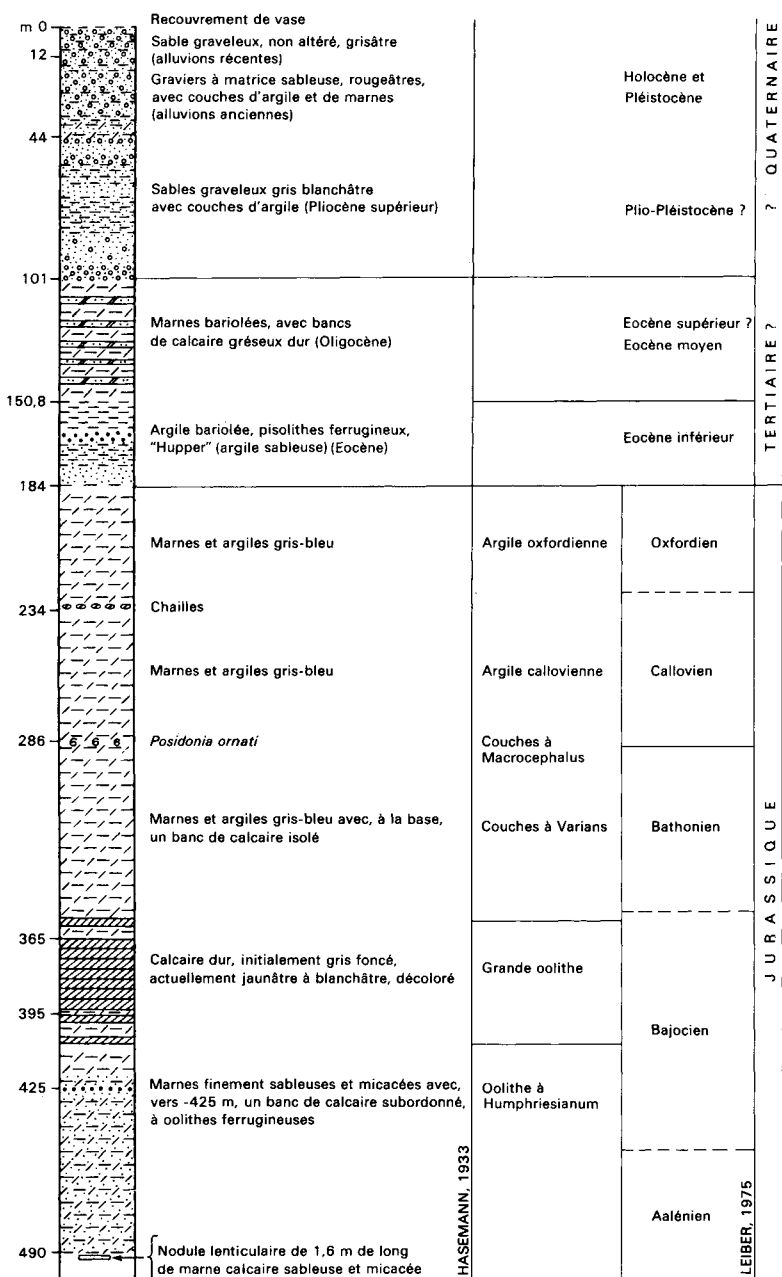 Recouvrement de vase
m 0
Sable graveleux, non altéré, grisâtre
12
(alluvions récentes)
Graviers à matrice sableuse, rougeâtres,
Holocène et
avec couches d'argile et de marnes
Pléistocène
(alluvions anciennes)
44
Sables graveleux gris blanchâtre
avec couches d'argile (Pliocène supérieur)
Plio-Pléistocène ?
? QUATERNAIRE
101
Marnes bariolées, avec bancs
Eocène supérieur ?
de calcaire gréseux dur (Oligocène)
Eocène moyen
150,8
Argile bariolée, pisolithes ferrugineux,
Eocène inférieur
"Hupper" (argile sableuse) (Eocène)
TERTIAIRE ?
184
Marnes et argiles gris-bleu
Argile oxfordienne
Oxfordien
234
Chailles
Marnes et argiles gris-bleu
Argile callovienne
Callovien
286
6 6 6
Posidonia ornati
Couches à
Macrocephalus
Marnes et argiles gris-bleu avec, à la base,
un banc de calcaire isolé
Couches à Varians
Bathonien
JURASSIQUE
365
Calcaire dur, initialement gris foncé,
actuellement jaunâtre à blanchâtre, décoloré
Grande oolithe
395
Bajocien
425
Marnes finement sableuses et micacées avec,
vers -425 m, un banc de calcaire subordonné,
à oolithes ferrugineuses
Oolithe à
Humphriesianum
Aalénien
490
Nodule lenticulaire de 1,6 m de long
de marne calcaire sableuse et micacée
HASEMANN, 1933
LEIBER, 1975